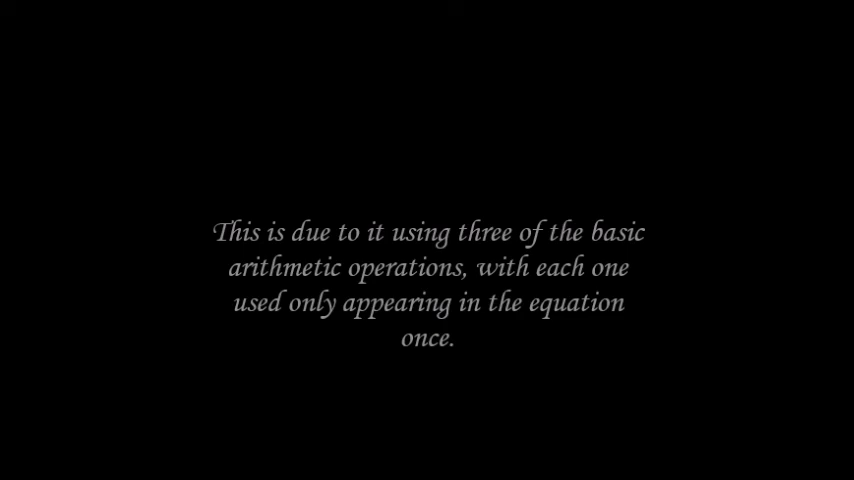 This is due to it using three of the basic
arithmetic operations, with each one
used only appearing in the equation
once.